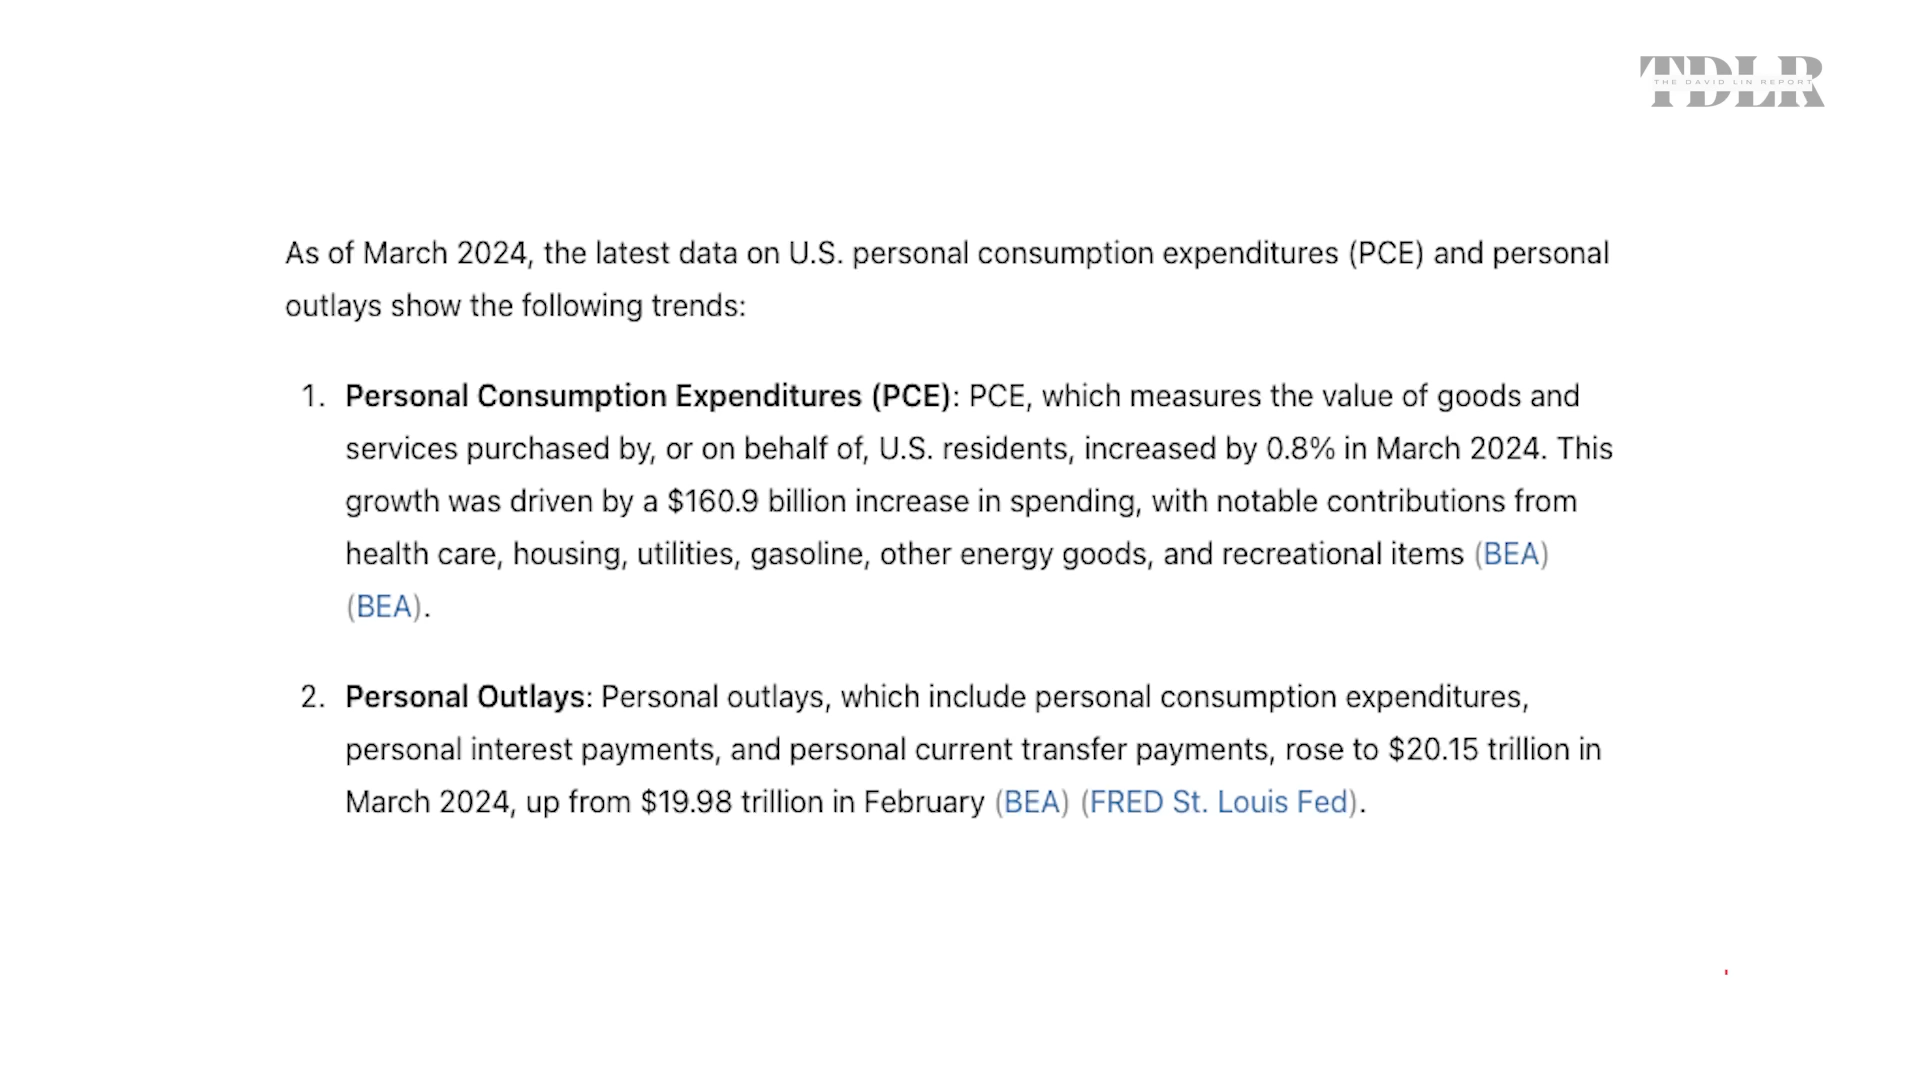 TDLR
THE DAVID LIN REPORT
As of March 2024, the latest data on U.S. personal consumption expenditures (PCE) and personal
outlays show the following trends:
1. Personal Consumption Expenditures (PCE): PCE, which measures the value of goods and
services purchased by, or on behalf of, U.S. residents, increased by 0.8% in March 2024. This
growth was driven by a $160.9 billion increase in spending, with notable contributions from
health care, housing, utilities, gasoline, other energy goods, and recreational items (BEA)
(BEA).
2. Personal Outlays: Personal outlays, which include personal consumption expenditures,
personal interest payments, and personal current transfer payments, rose to $20.15 trillion in
March 2024, up from $19.98 trillion in February (BEA) (FRED St. Louis Fed).